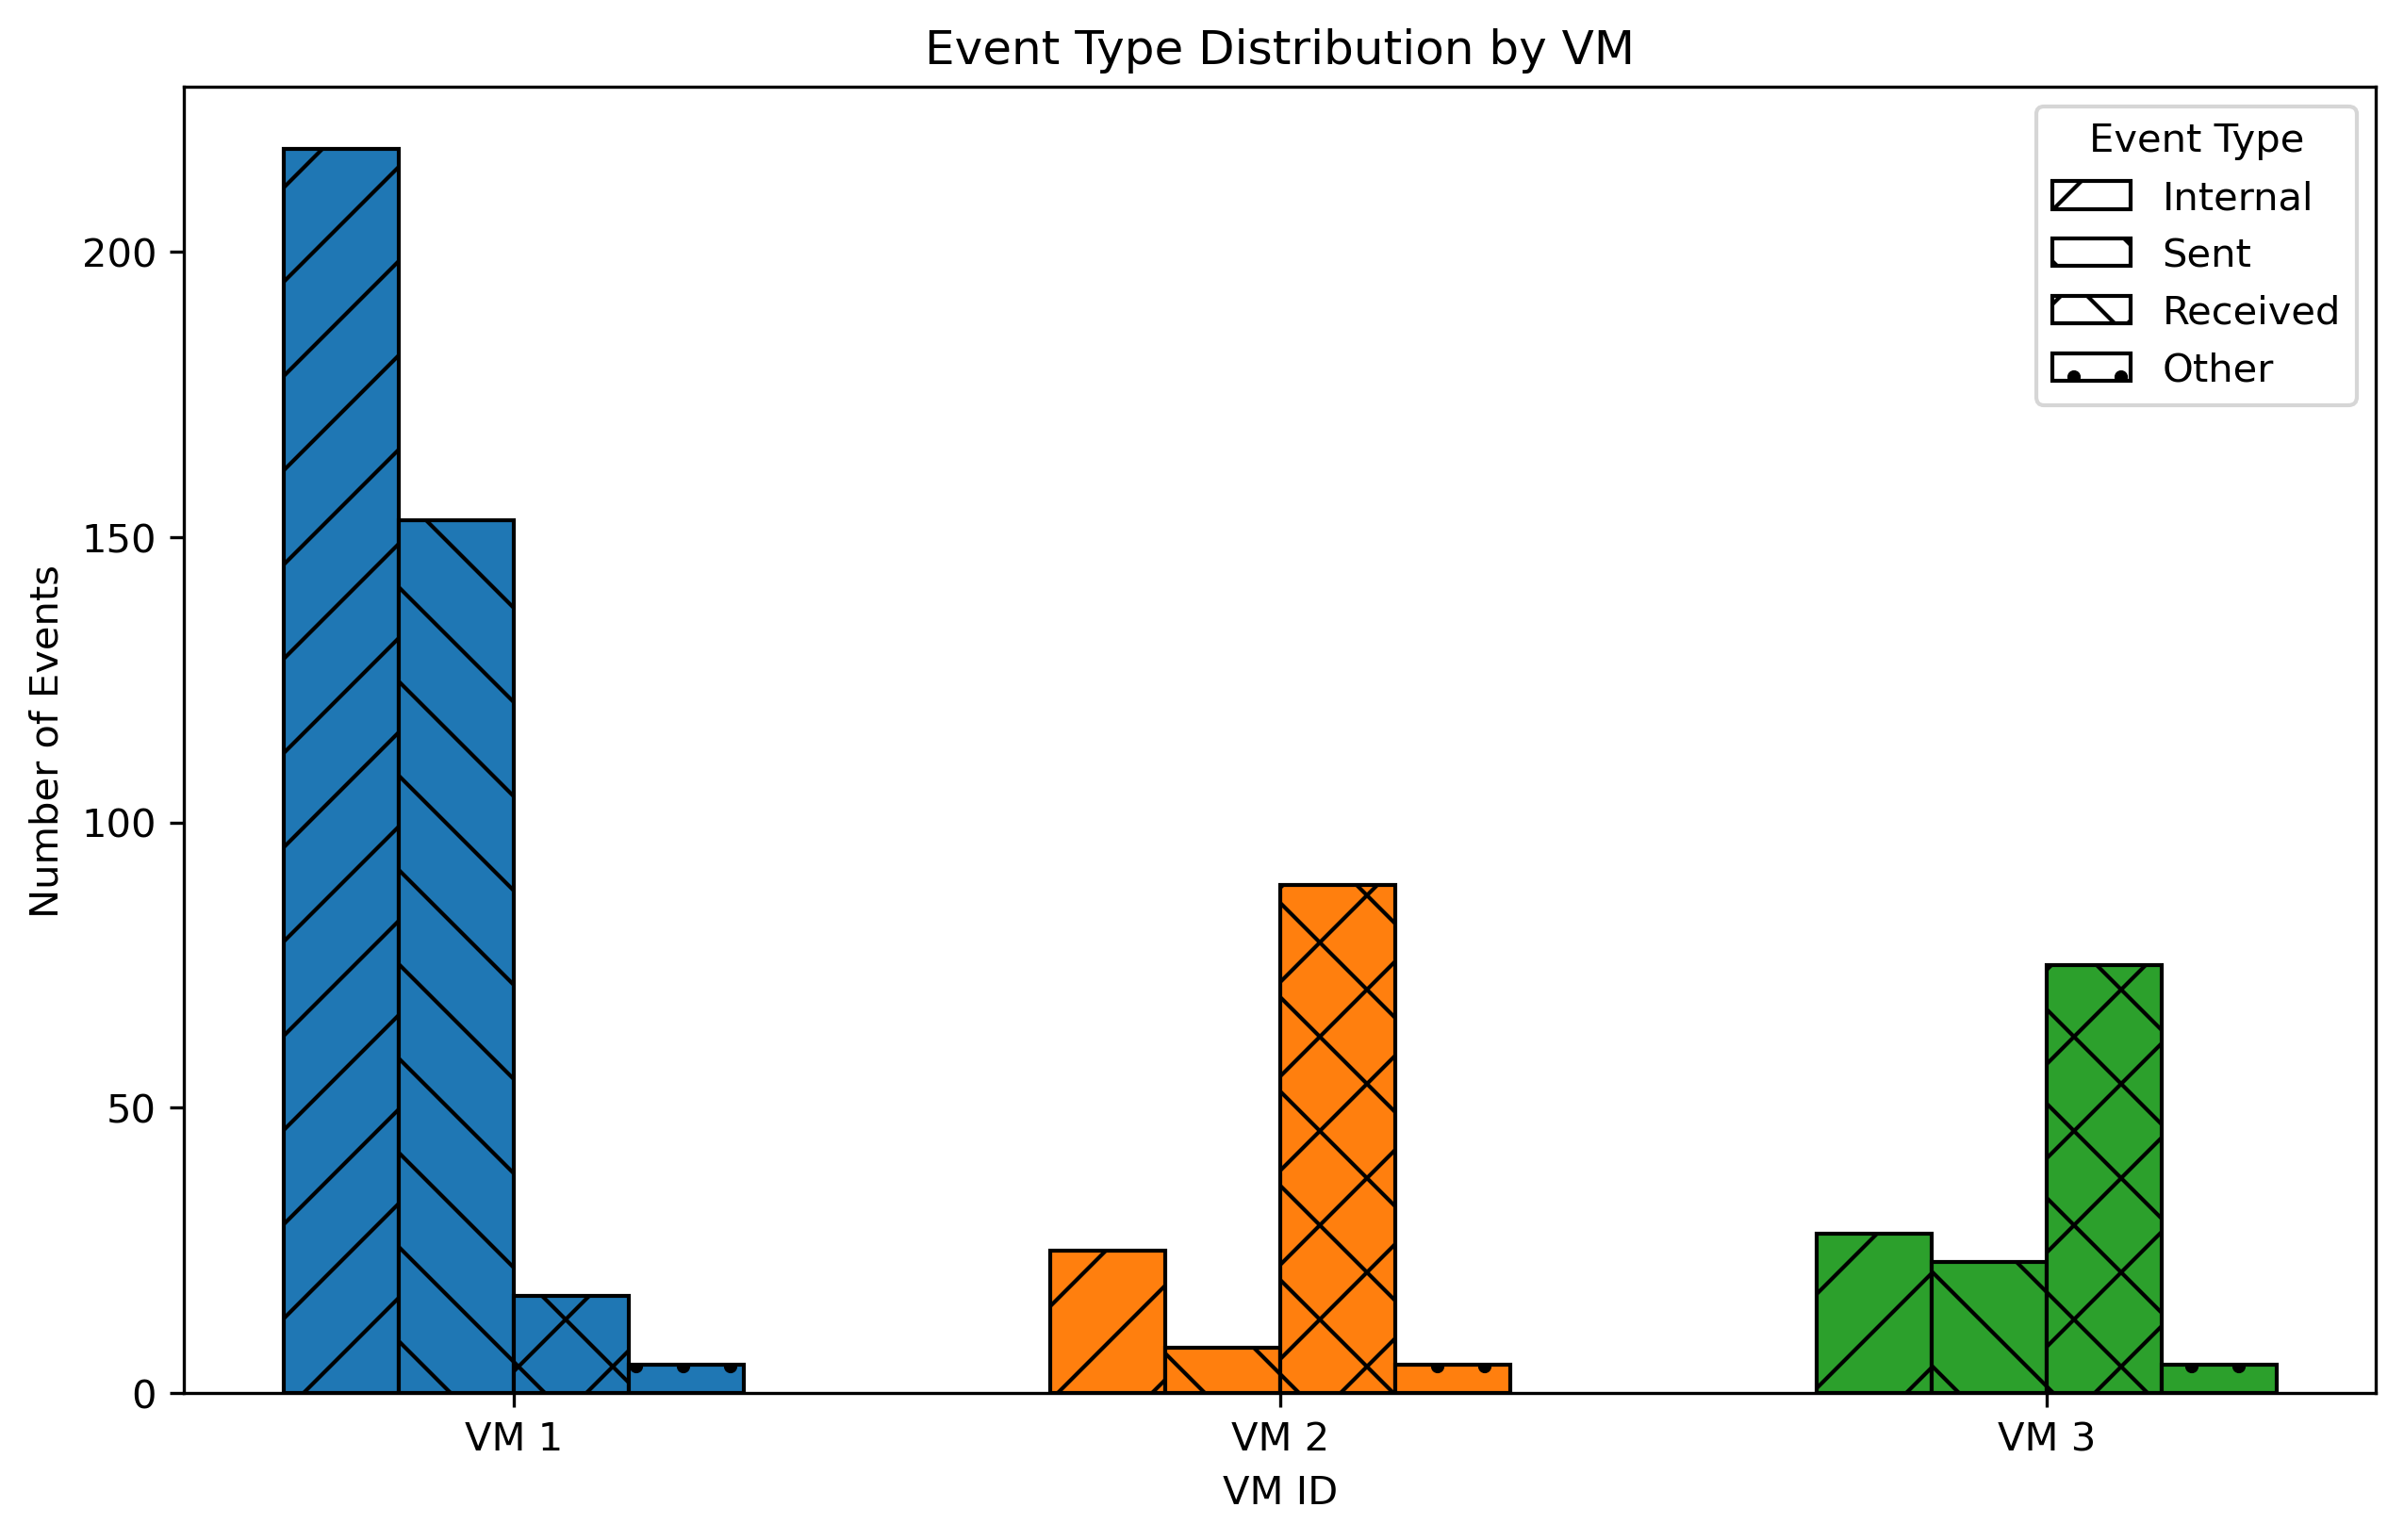 Event Type Distribution by VM
Event Type
Internal
Sent
Received
Other
Number of Events
200
150
100
50
0
VM 1
VM 2
VM 3
VM ID